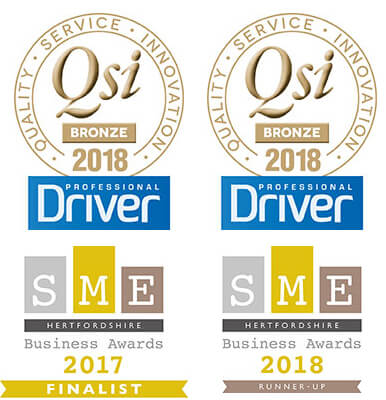 QUALITY · SERVICE · INNOVATION
Qsi
BRONZE
2018
PROFESSIONAL
Driver
QUALITY · SERVICE · INNOVATION
Qsi
BRONZE
2018
PROFESSIONAL
Driver
SME
HERTFORDSHIRE
Business Awards
2017
FINALIST
SME
HERTFORDSHIRE
Business Awards
2018
RUNNER-UP